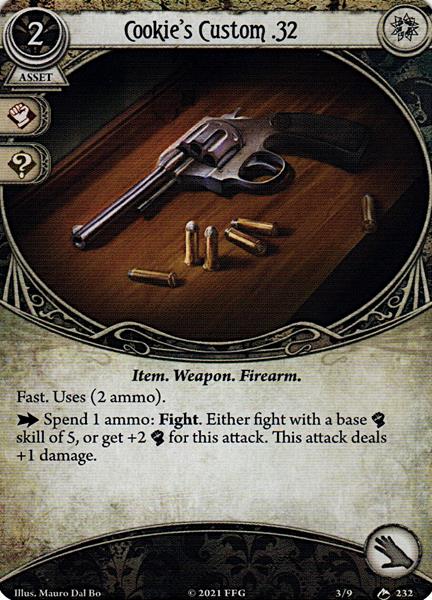 2
Cookie's Custom .32
ASSET
?
Item. Weapon. Firearm.
Fast. Uses (2 ammo).
Spend 1 ammo: Fight. Either fight with a base
skill of 5, or get +2 for this attack. This attack deals
+1 damage.
Illus. Mauro Dal Bo © 2021 FFG 3/9 232